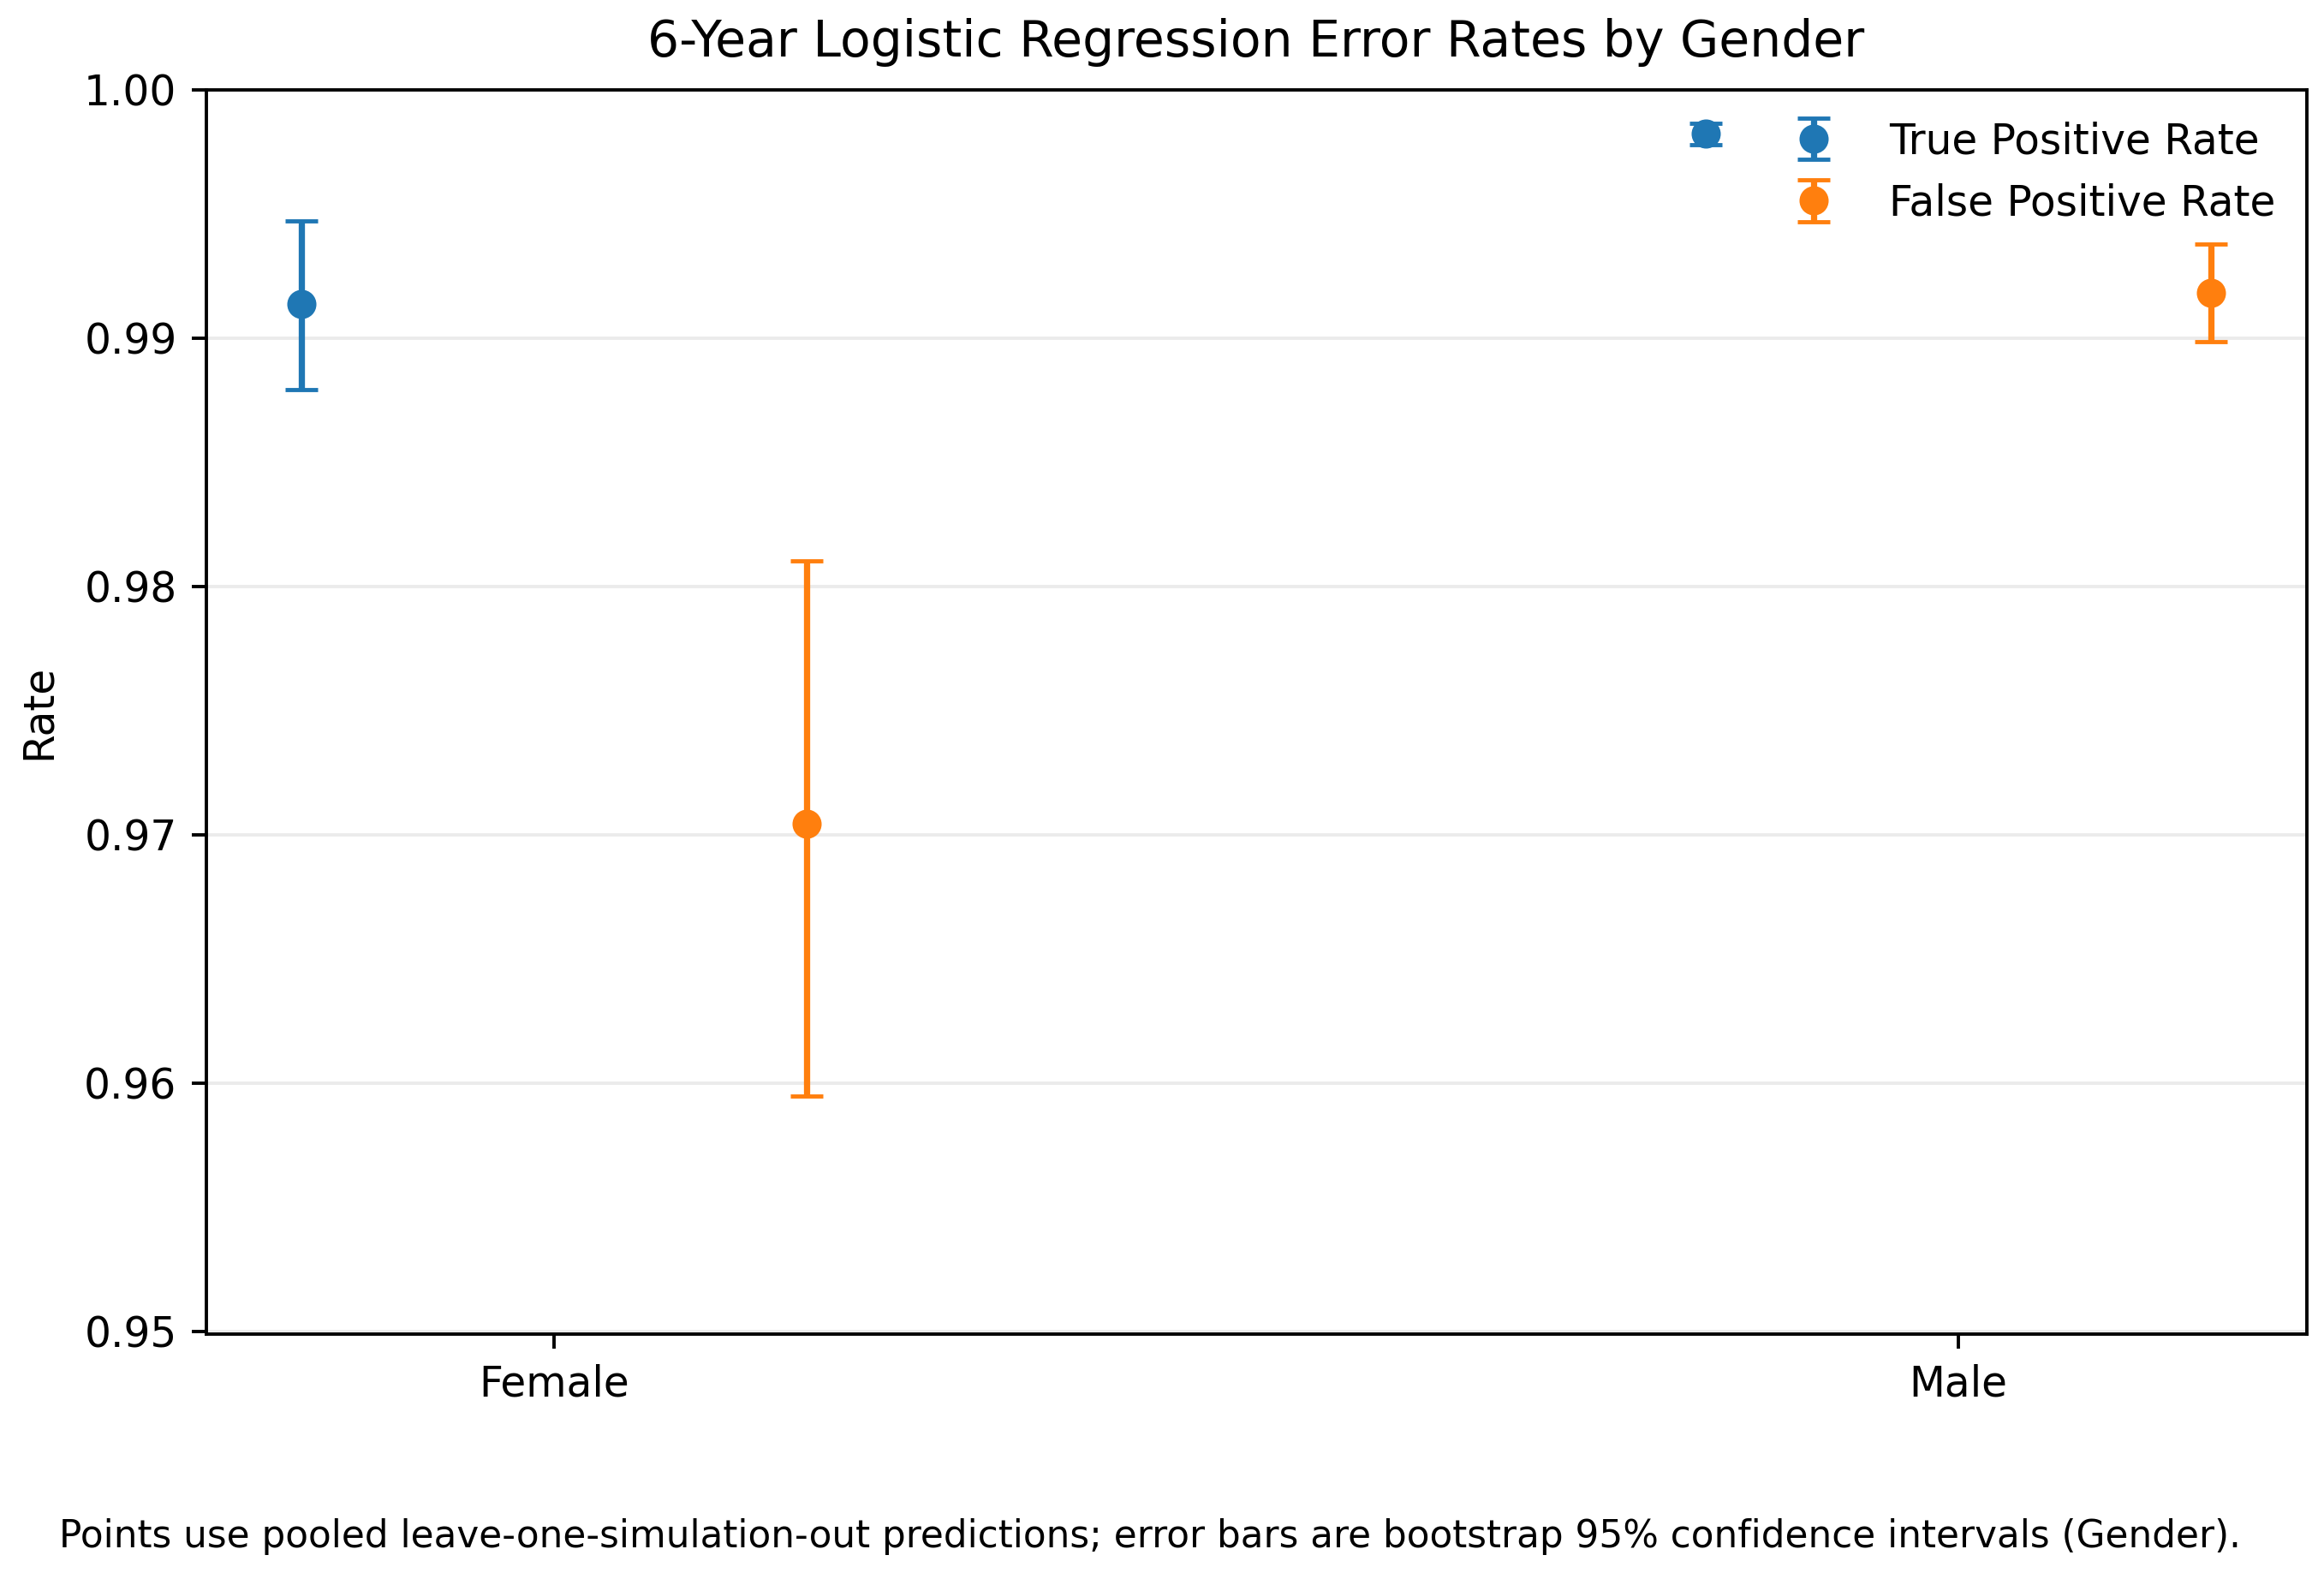 6-Year Logistic Regression Error Rates by Gender
1.00
True Positive Rate
False Positive Rate
0.99
0.98
Rate
0.97
0.96
0.95
Female
Male
Points use pooled leave-one-simulation-out predictions; error bars are bootstrap 95% confidence intervals (Gender).